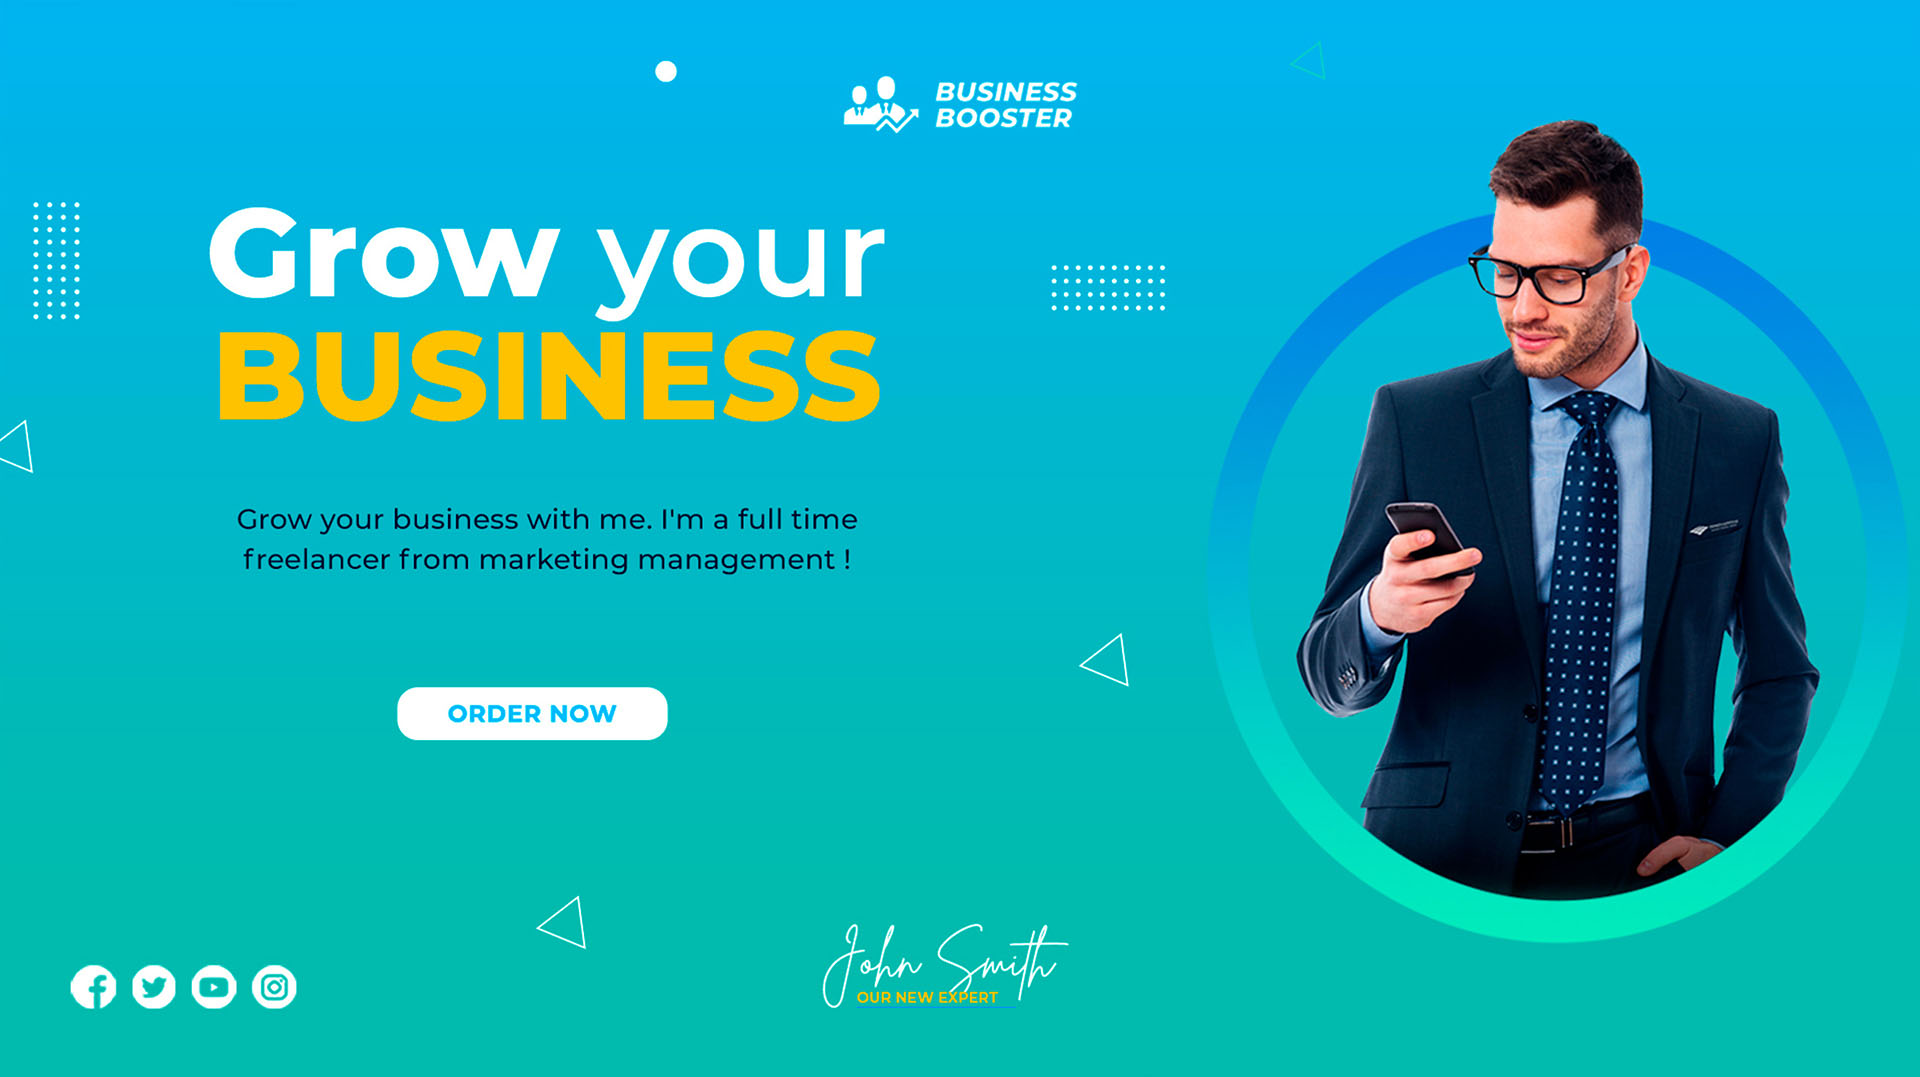 BUSINESS
BOOSTER
Grow your
BUSINESS
Grow your business with me. I'm a full time
freelancer from marketing management !
ORDER NOW
John Smith
OUR NEW EXPERT